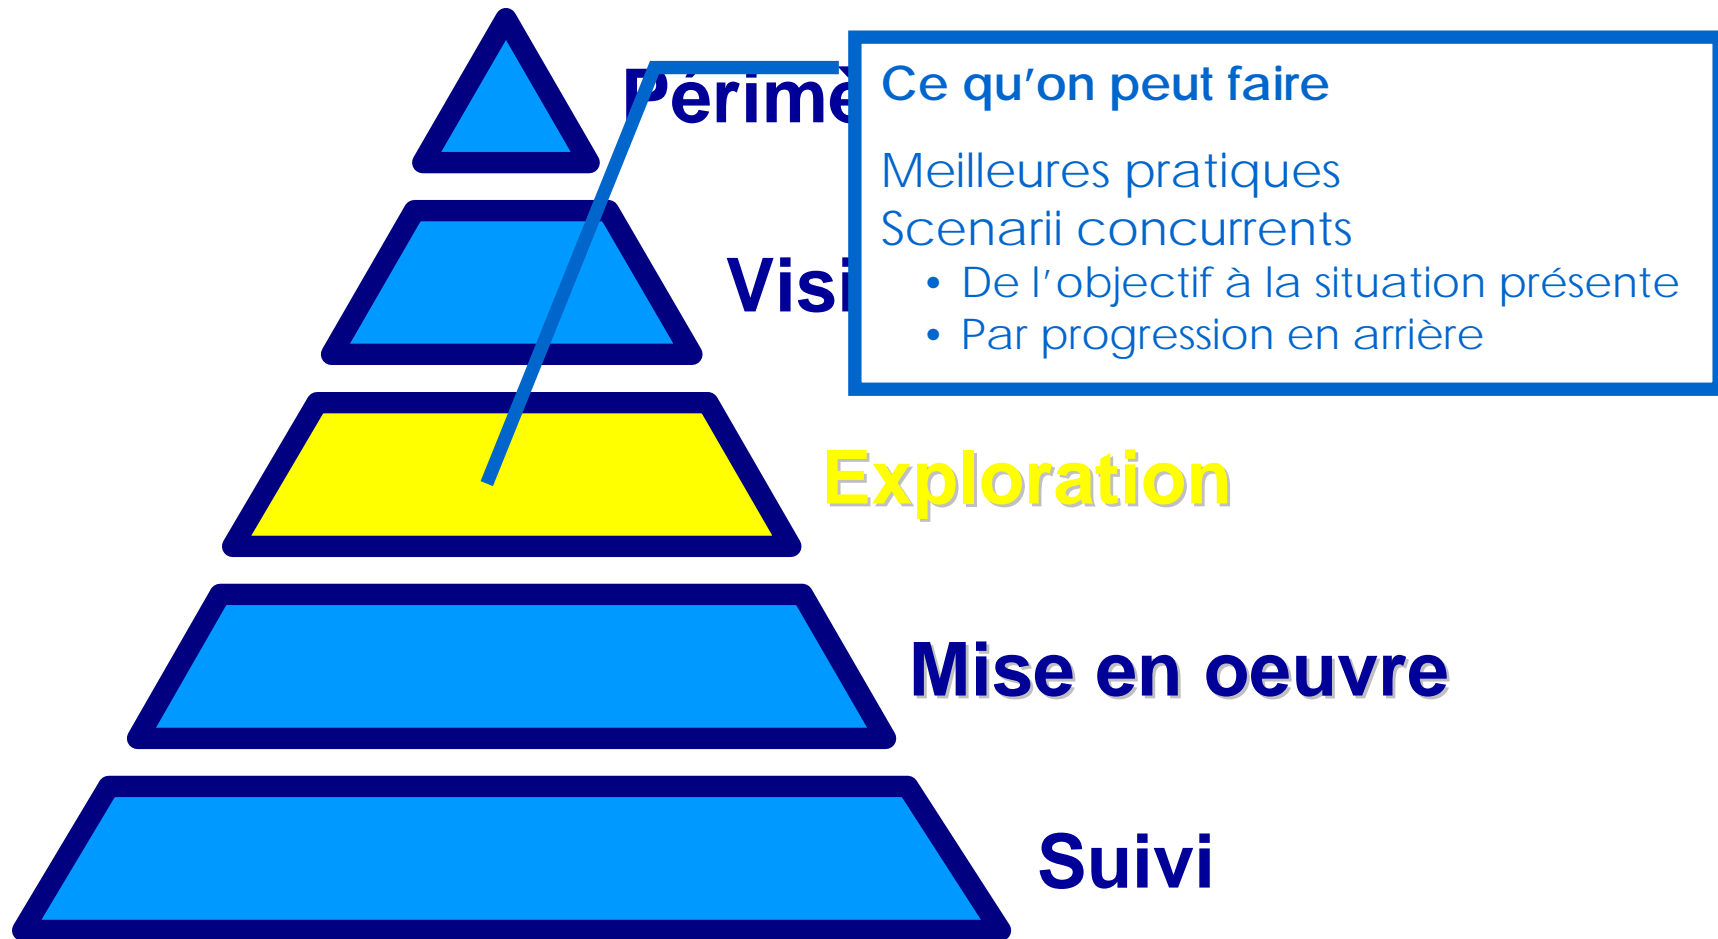 Ce qu’on peut faire
Meilleures pratiques
Scenarii concurrents
• De l’objectif à la situation présente
• Par progression en arrière
Exploration
Mise en oeuvre
Suivi